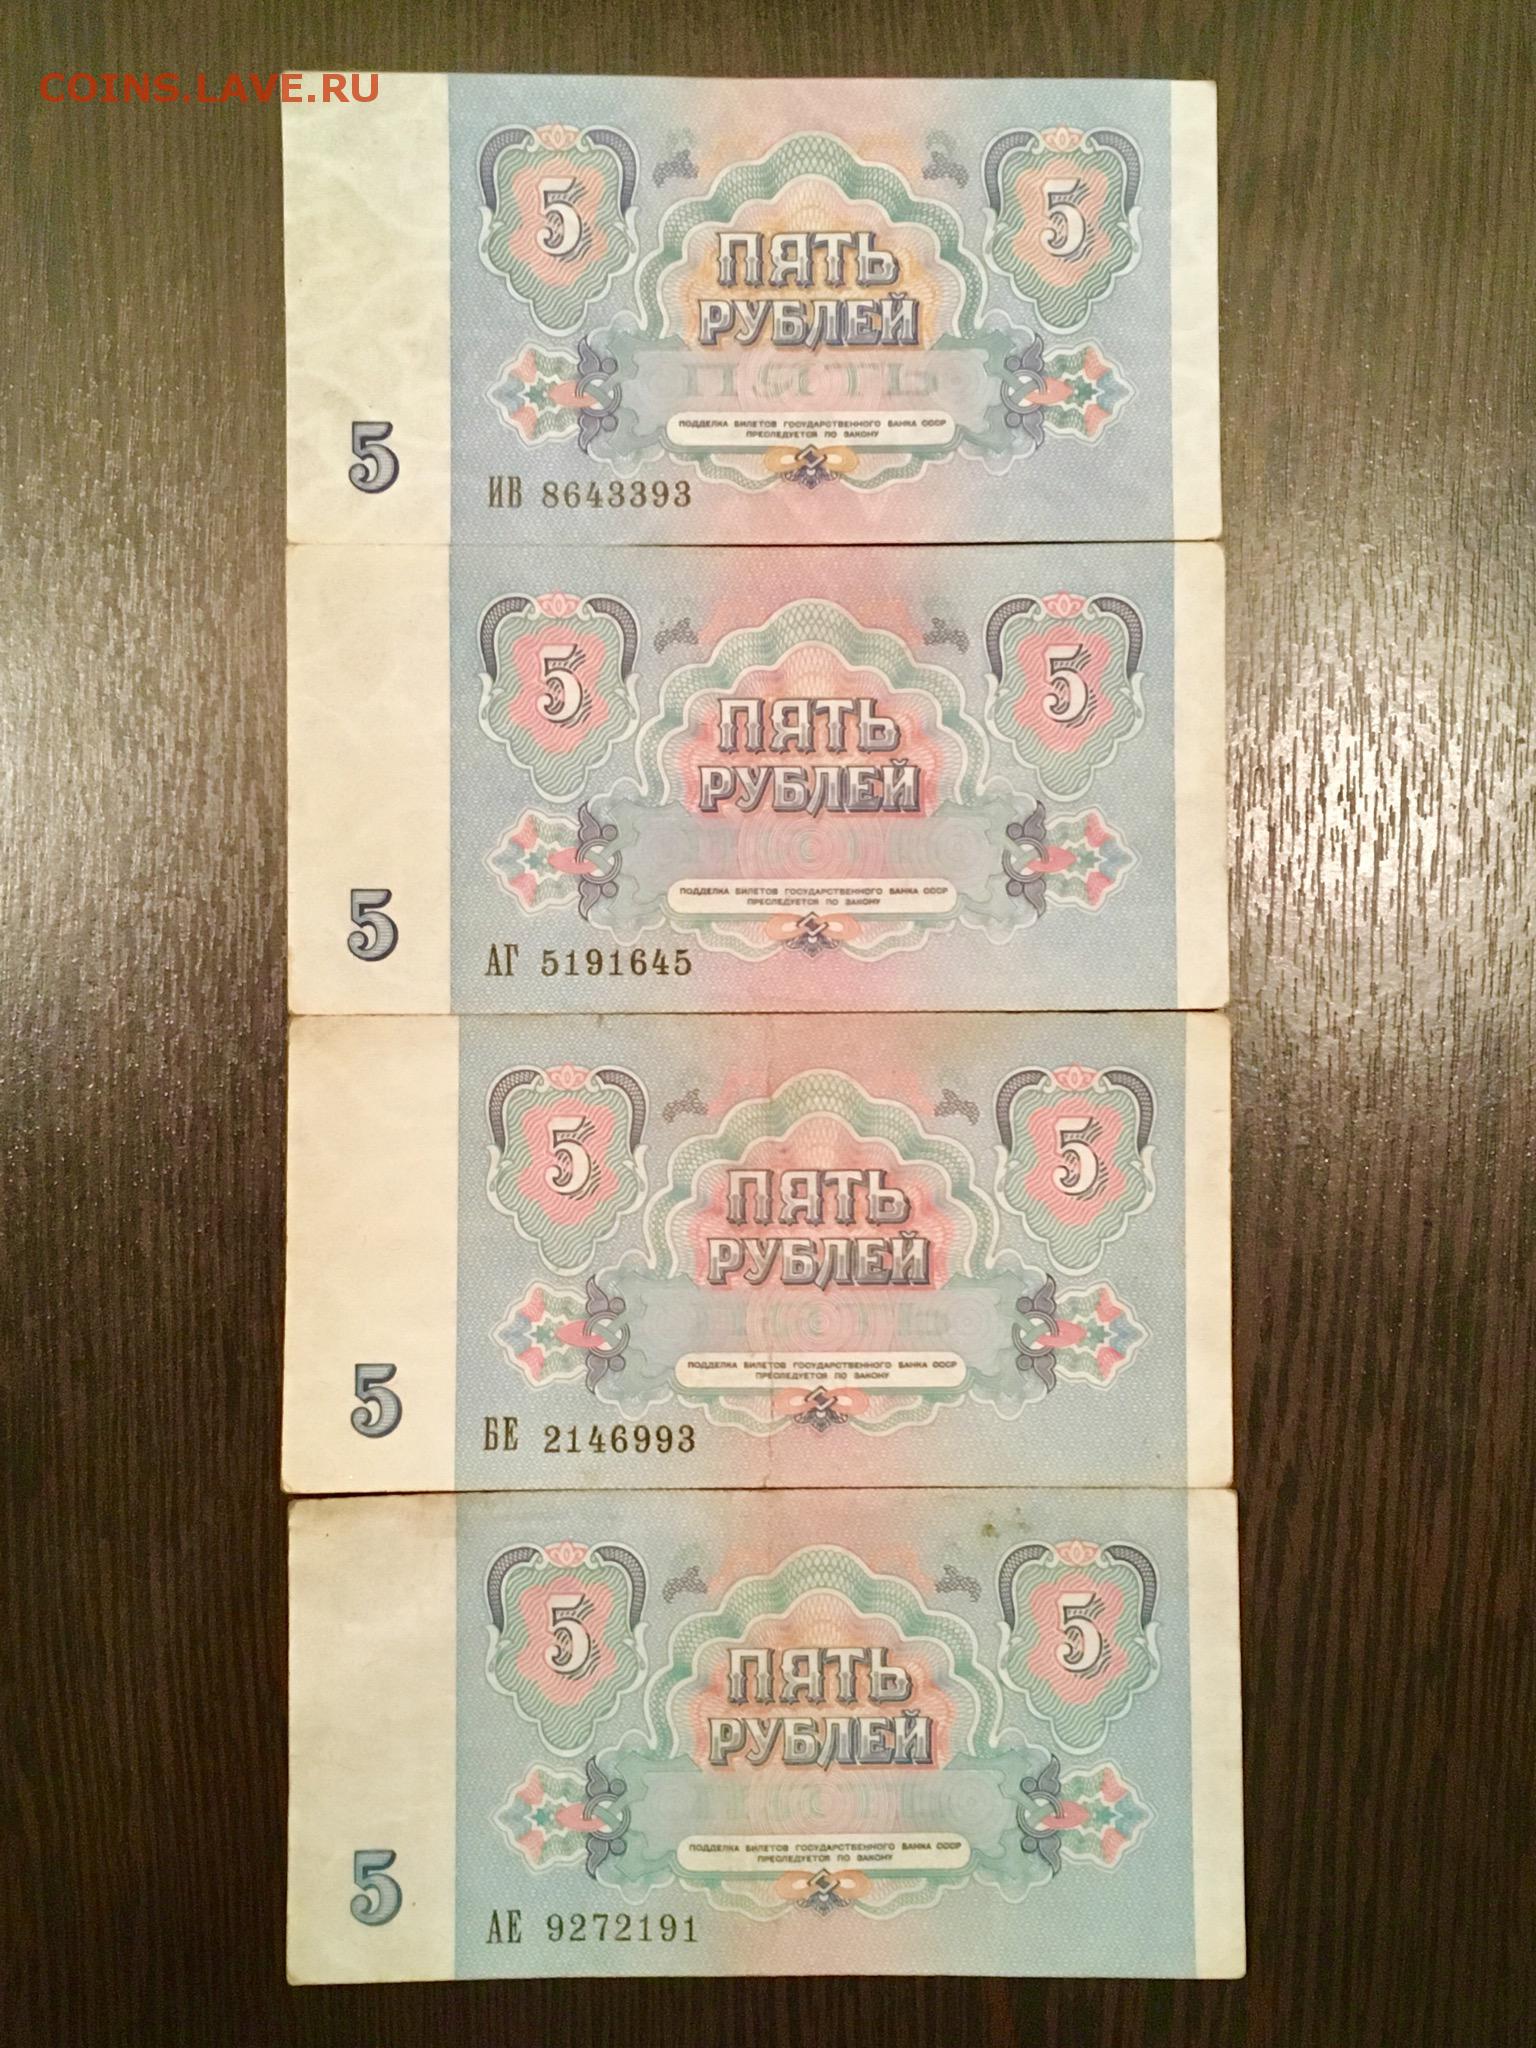 COINS.LAVE.RU
5
5
ПЯТЬ
РУБЛЕЙ
ПЯТЬ
ПОДДЕЛКА БИЛЕТОВ ГОСУДАРСТВЕННОГО БАНКА СССР
ПРЕСЛЕДУЕТСЯ ПО ЗАКОНУ
5
ИВ 8643393
5
5
ПЯТЬ
РУБЛЕЙ
ПОДДЕЛКА БИЛЕТОВ ГОСУДАРСТВЕННОГО БАНКА СССР
ПРЕСЛЕДУЕТСЯ ПО ЗАКОНУ
5
АГ 5191645
5
5
ПЯТЬ
РУБЛЕЙ
ПЯТЬ
ПОДДЕЛКА БИЛЕТОВ ГОСУДАРСТВЕННОГО БАНКА СССР
ПРЕСЛЕДУЕТСЯ ПО ЗАКОНУ
5
БЕ 2146993
5
5
ПЯТЬ
РУБЛЕЙ
ПОДДЕЛКА БИЛЕТОВ ГОСУДАРСТВЕННОГО БАНКА СССР
ПРЕСЛЕДУЕТСЯ ПО ЗАКОНУ
5
АЕ 9272191